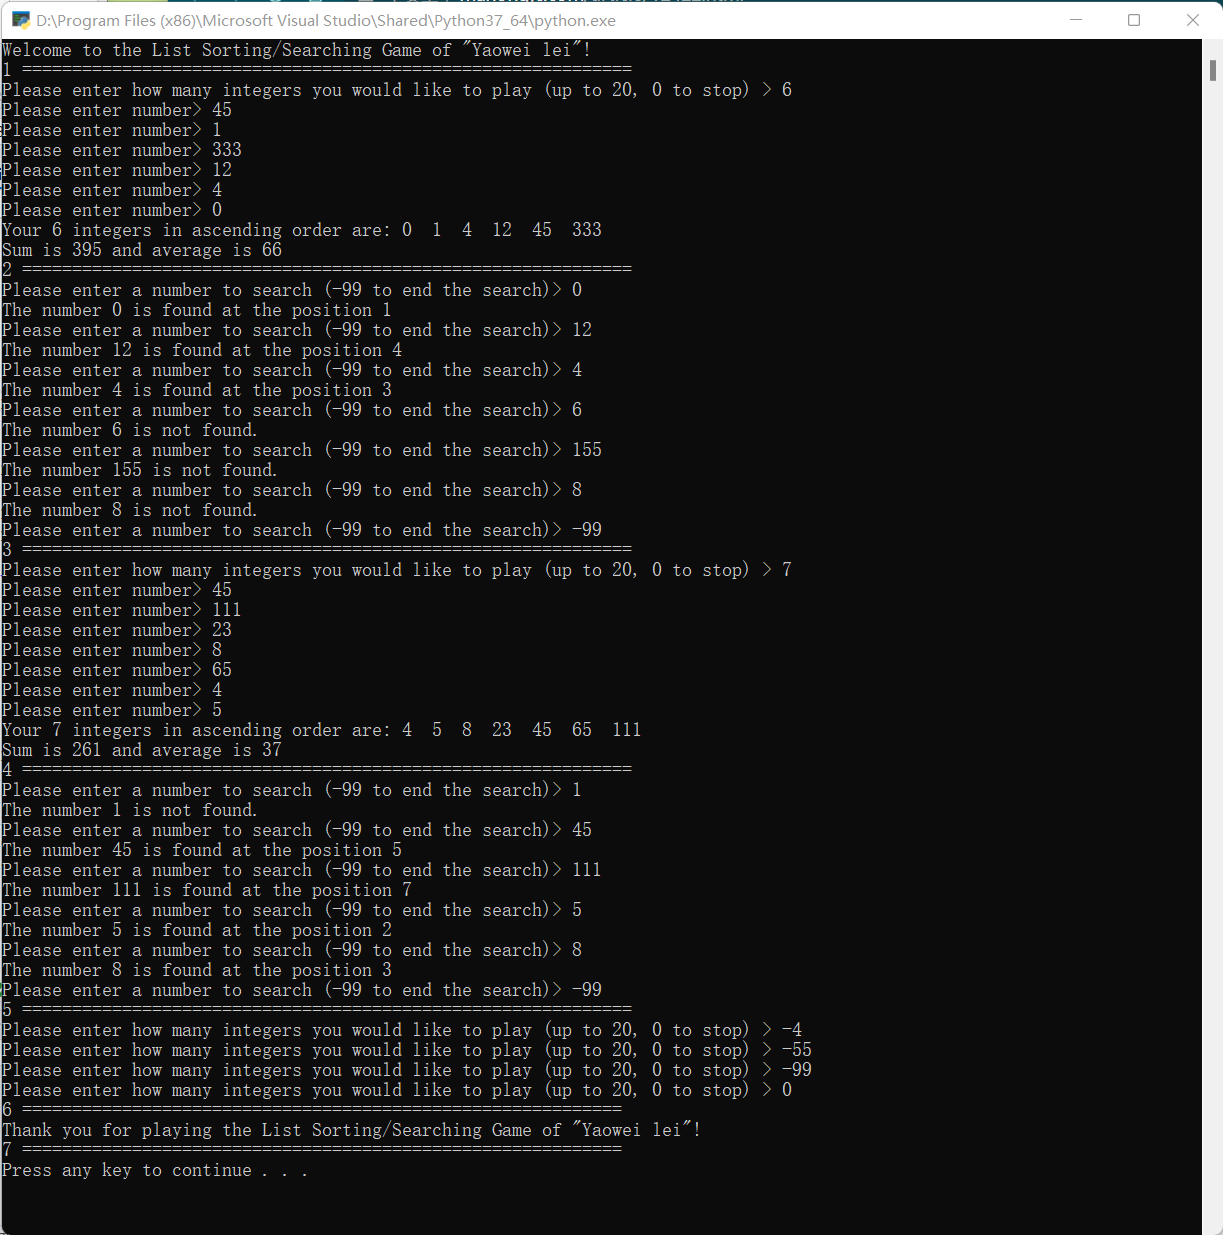 D:\Program Files (x86)\Microsoft Visual Studio\Shared\Python37_64\python.exe
Welcome to the List Sorting/Searching Game of "Yaowei lei"!
1 =============================================================
Please enter how many integers you would like to play (up to 20, 0 to stop) > 6
Please enter number> 45
Please enter number> 1
Please enter number> 333
Please enter number> 12
Please enter number> 4
Please enter number> 0
Your 6 integers in ascending order are: 0  1  4  12  45  333
Sum is 395 and average is 66
2 =============================================================
Please enter a number to search (-99 to end the search)> 0
The number 0 is found at the position 1
Please enter a number to search (-99 to end the search)> 12
The number 12 is found at the position 4
Please enter a number to search (-99 to end the search)> 4
The number 4 is found at the position 3
Please enter a number to search (-99 to end the search)> 6
The number 6 is not found.
Please enter a number to search (-99 to end the search)> 155
The number 155 is not found.
Please enter a number to search (-99 to end the search)> 8
The number 8 is not found.
Please enter a number to search (-99 to end the search)> -99
3 =============================================================
Please enter how many integers you would like to play (up to 20, 0 to stop) > 7
Please enter number> 45
Please enter number> 111
Please enter number> 23
Please enter number> 8
Please enter number> 65
Please enter number> 4
Please enter number> 5
Your 7 integers in ascending order are: 4  5  8  23  45  65  111
Sum is 261 and average is 37
4 =============================================================
Please enter a number to search (-99 to end the search)> 1
The number 1 is not found.
Please enter a number to search (-99 to end the search)> 45
The number 45 is found at the position 5
Please enter a number to search (-99 to end the search)> 111
The number 111 is found at the position 7
Please enter a number to search (-99 to end the search)> 5
The number 5 is found at the position 2
Please enter a number to search (-99 to end the search)> 8
The number 8 is found at the position 3
Please enter a number to search (-99 to end the search)> -99
5 =============================================================
Please enter how many integers you would like to play (up to 20, 0 to stop) > -4
Please enter how many integers you would like to play (up to 20, 0 to stop) > -55
Please enter how many integers you would like to play (up to 20, 0 to stop) > -99
Please enter how many integers you would like to play (up to 20, 0 to stop) > 0
6 ============================================================
Thank you for playing the List Sorting/Searching Game of "Yaowei lei"!
7 ============================================================
Press any key to continue . . .